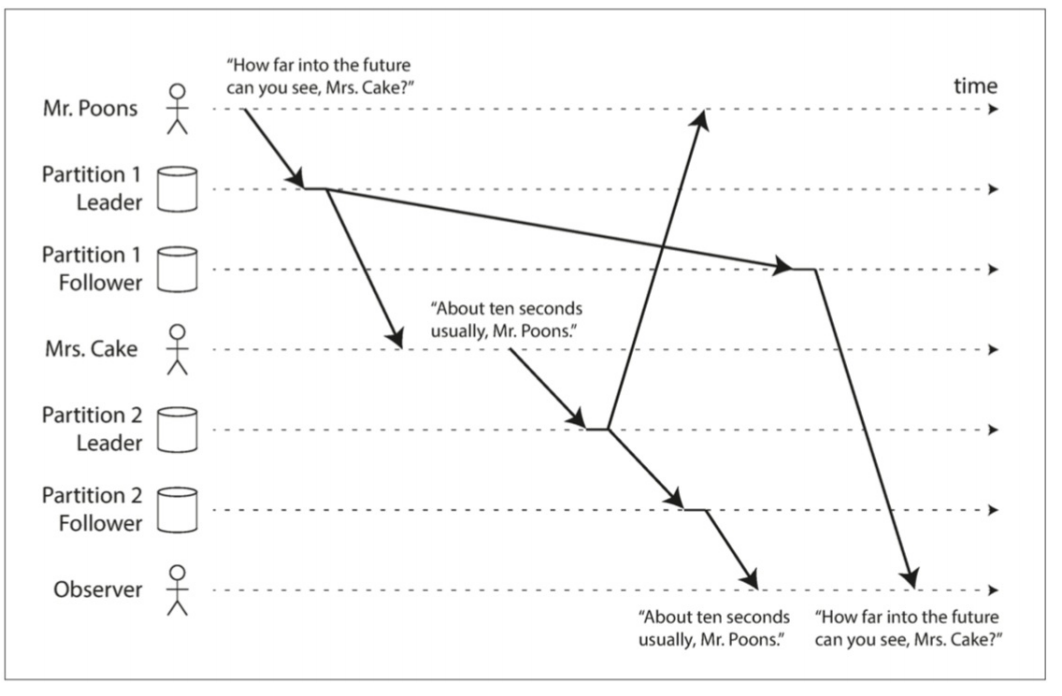 “How far into the future
can you see, Mrs. Cake?”
time
Mr. Poons
Partition 1
Leader
Partition 1
Follower
“About ten seconds
usually, Mr. Poons.”
Mrs. Cake
Partition 2
Leader
Partition 2
Follower
Observer
“About ten seconds
usually, Mr. Poons.”
“How far into the future
can you see, Mrs. Cake?”